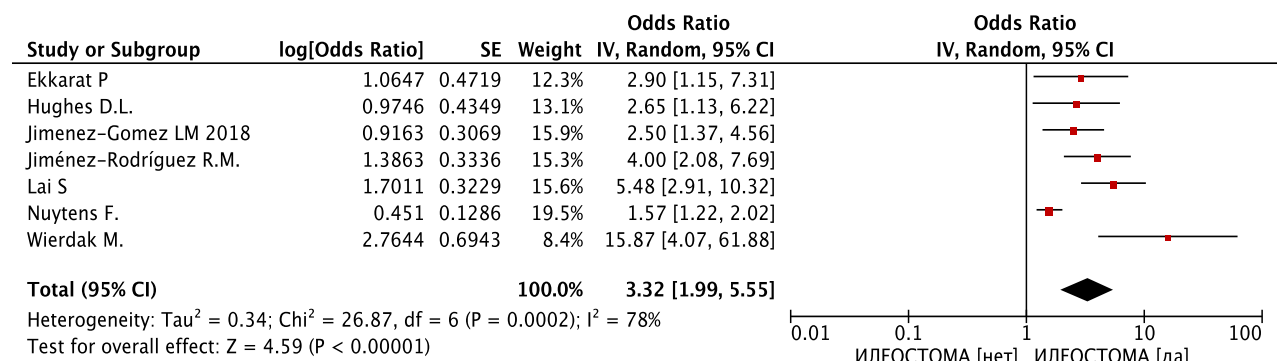 Odds Ratio Odds Ratio
Study or Subgroup log[Odds Ratio] SE Weight IV, Random, 95% CI IV, Random, 95% CI
Ekkarat P 1.0647 0.4719 12.3% 2.90 [1.15, 7.31]
Hughes D.L. 0.9746 0.4349 13.1% 2.65 [1.13, 6.22]
Jimenez-Gomez LM 2018 0.9163 0.3069 15.9% 2.50 [1.37, 4.56]
Jiménez-Rodríguez R.M. 1.3863 0.3336 15.3% 4.00 [2.08, 7.69]
Lai S 1.7011 0.3229 15.6% 5.48 [2.91, 10.32]
Nuytens F. 0.451 0.1286 19.5% 1.57 [1.22, 2.02]
Wierdak M. 2.7644 0.6943 8.4% 15.87 [4.07, 61.88]
Total (95% CI) 100.0% 3.32 [1.99, 5.55]
Heterogeneity: Tau² = 0.34; Chi² = 26.87, df = 6 (P = 0.0002); I² = 78%
Test for overall effect: Z = 4.59 (P < 0.00001)
0.01 0.1 1 10 100
ИЛЕОСТОМА [нет] ИЛЕОСТОМА [да]